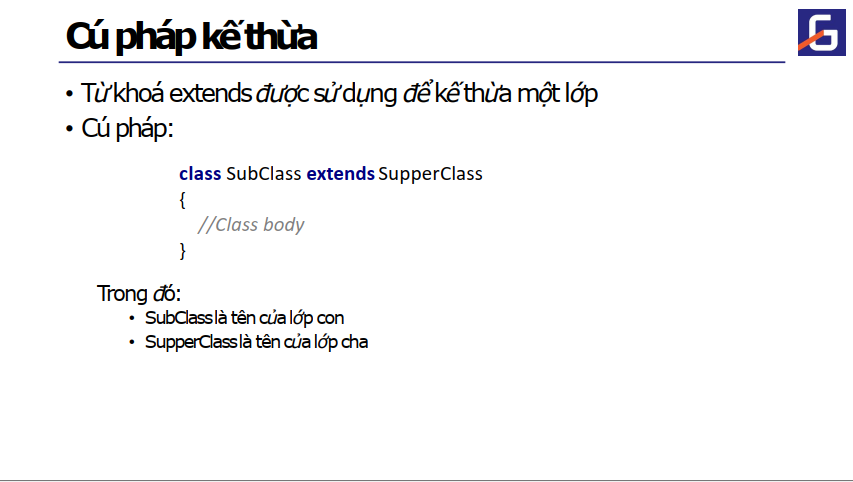 Cú pháp kế thừa
• Từ khoá extends được sử dụng để kế thừa một lớp
• Cú pháp:
class SubClass extends SupperClass
{
//Class body
}
Trong đó:
• SubClass là tên của lớp con
• SupperClass là tên của lớp cha